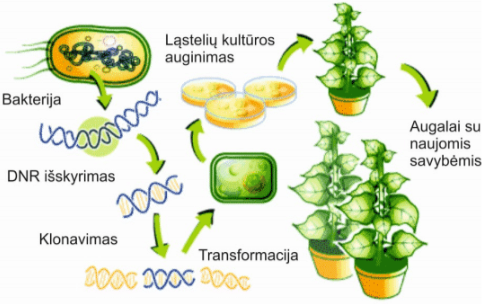 Bakterija
DNR išskyrimas
Klonavimas
Transformacija
Ląstelių kultūros
auginimas
Augalai su
naujomis
savybėmis